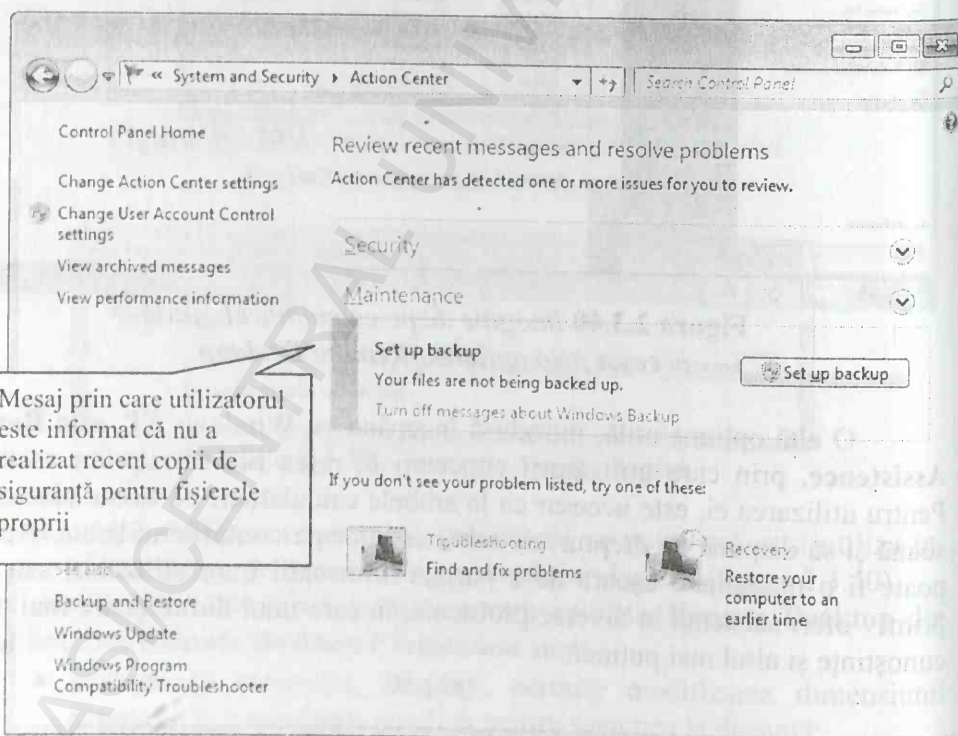 « System and Security ▸ Action Center
Search Control Panel
Control Panel Home
Change Action Center settings
Change User Account Control
settings
View archived messages
View performance information
Review recent messages and resolve problems
Action Center has detected one or more issues for you to review.
Security
Maintenance
Set up backup
Your files are not being backed up.
Turn off messages about Windows Backup
Set up backup
Mesaj prin care utilizatorul
este informat că nu a
realizat recent copii de
siguranță pentru fișierele
proprii
If you don't see your problem listed, try one of these:
Troubleshooting
Find and fix problems
Recovery
Restore your
computer to an
earlier time
Backup and Restore
Windows Update
Windows Program
Compatibility Troubleshooter